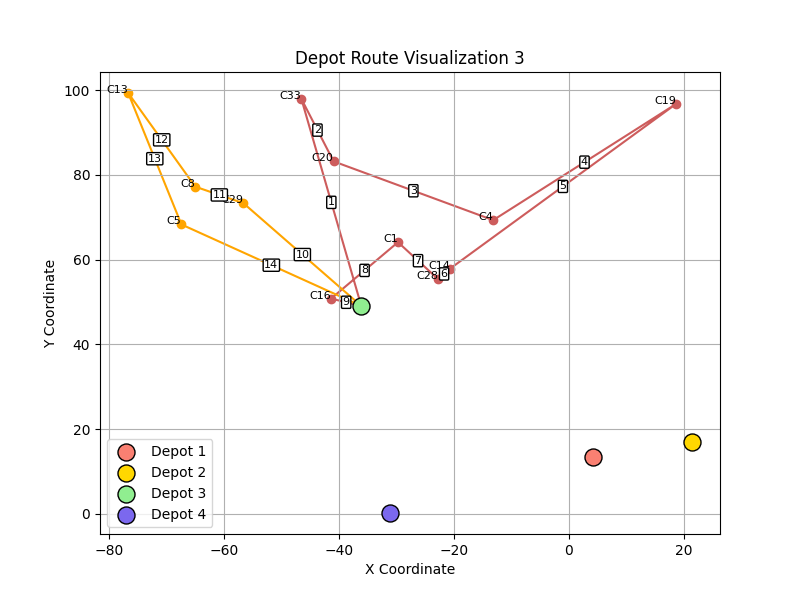 Depot Route Visualization 3
Y Coordinate
100
80
60
40
20
0
−80
−60
−40
−20
0
20
X Coordinate
C13
C33
C19
C20
C8
C29
C5
C4
C1
C14
C28
C16
1
2
3
4
5
6
7
8
9
10
11
12
13
14
Depot 1
Depot 2
Depot 3
Depot 4